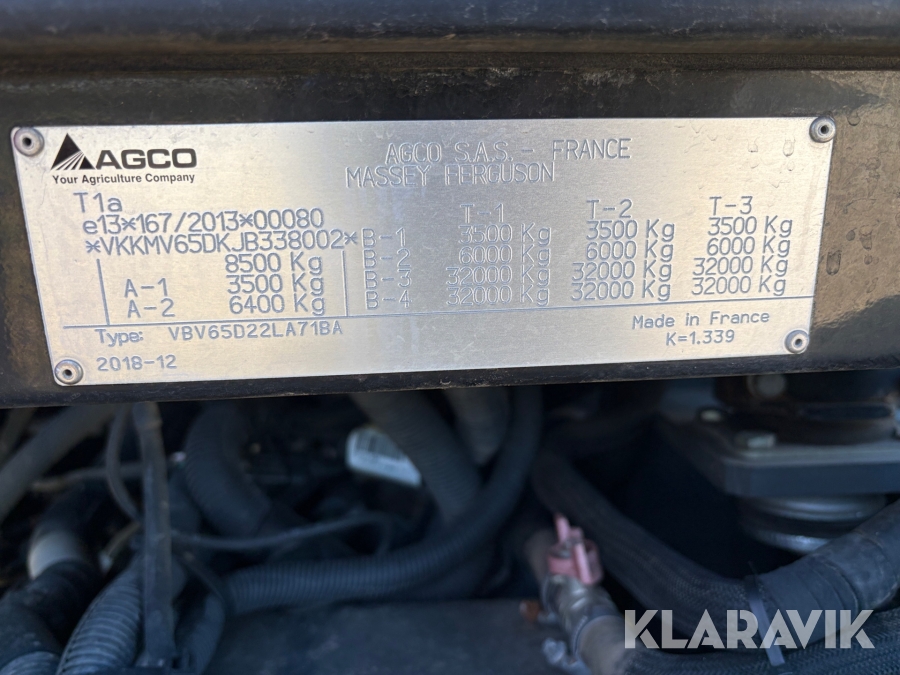 AGCO
Your Agriculture Company
AGCO S.A.S. - FRANCE
MASSEY FERGUSON
T1a
e13*167/2013*00080
*VKKMV65DKJB338002*
8500 Kg
A-1 3500 Kg
A-2 6400 Kg
T-1 T-2 T-3
B-1 3500 Kg 3500 Kg 3500 Kg
B-2 6000 Kg 6000 Kg 6000 Kg
B-3 32000 Kg 32000 Kg 32000 Kg
B-4 32000 Kg 32000 Kg 32000 Kg
Type: VBV65D22LA71BA
2018-12
Made in France
K=1.339
KLARAVIK